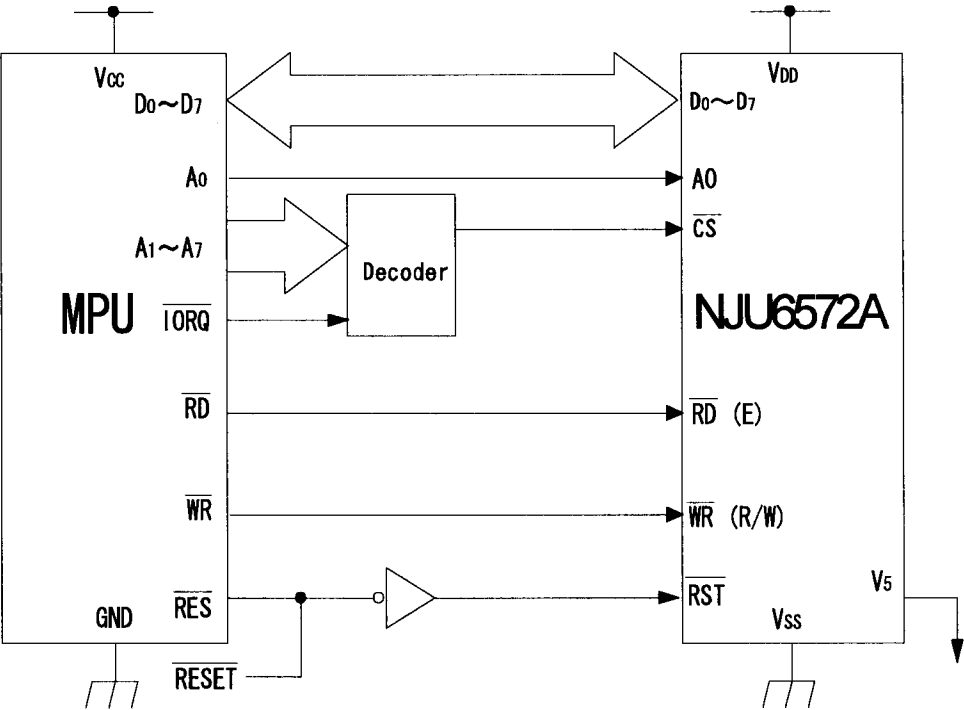 Vcc
D0~D7
A0
A1~A7
MPU
IORQ
RD
WR
RES
GND
RESET
Decoder
VDD
D0~D7
A0
CS
NJU6572A
RD (E)
WR (R/W)
RST
V5
Vss